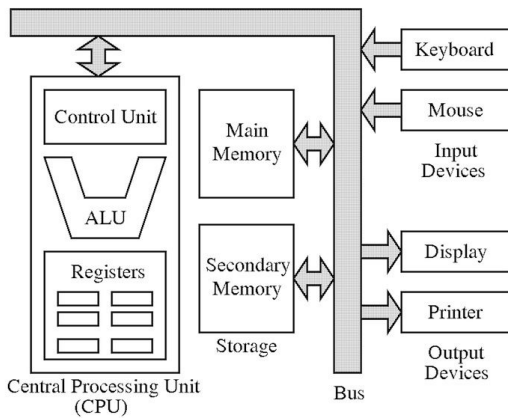 Control Unit
ALU
Registers
Central Processing Unit
(CPU)
Main
Memory
Secondary
Memory
Storage
Bus
Keyboard
Mouse
Input
Devices
Display
Printer
Output
Devices